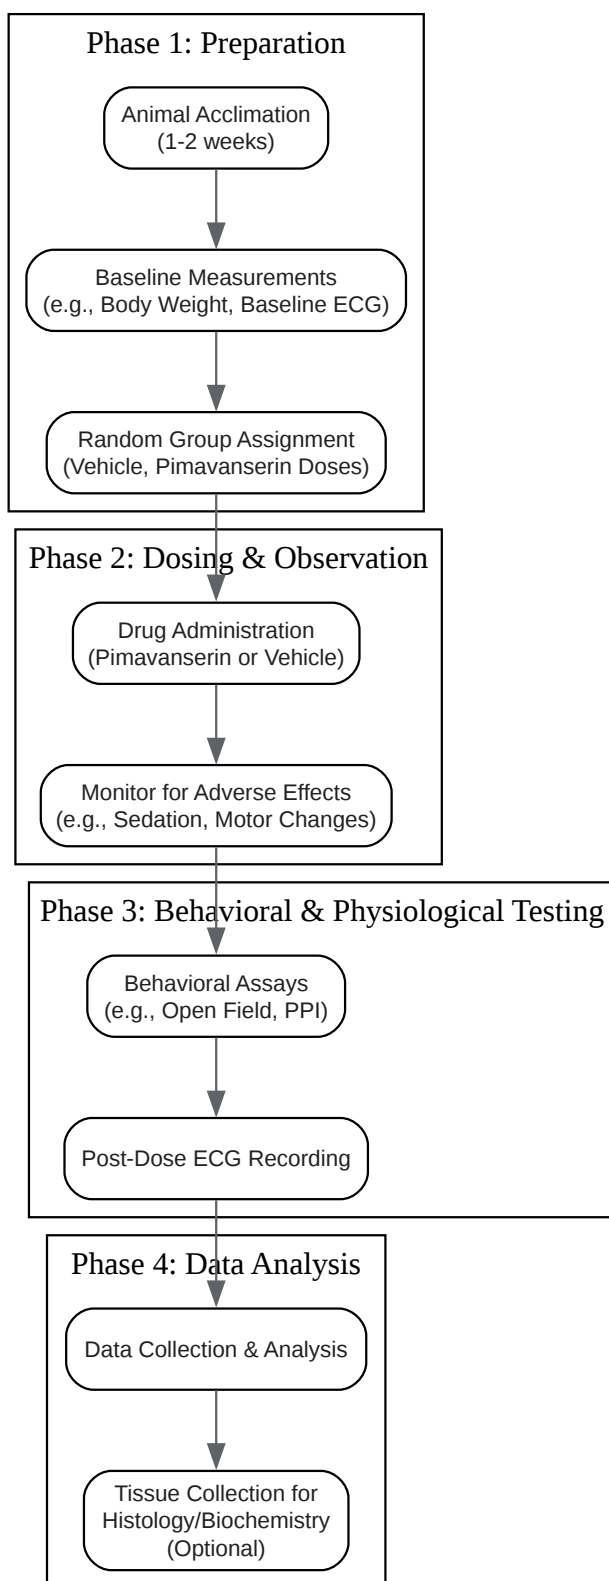 Phase 1: Preparation
Animal Acclimation
(1-2 weeks)
Baseline Measurements
(e.g., Body Weight, Baseline ECG)
Random Group Assignment
(Vehicle, Pimavanserin Doses)
Phase 2: Dosing & Observation
Drug Administration
(Pimavanserin or Vehicle)
Monitor for Adverse Effects
(e.g., Sedation, Motor Changes)
Phase 3: Behavioral & Physiological Testing
Behavioral Assays
(e.g., Open Field, PPI)
Post-Dose ECG Recording
Phase 4: Data Analysis
Data Collection & Analysis
Tissue Collection for
Histology/Biochemistry
(Optional)